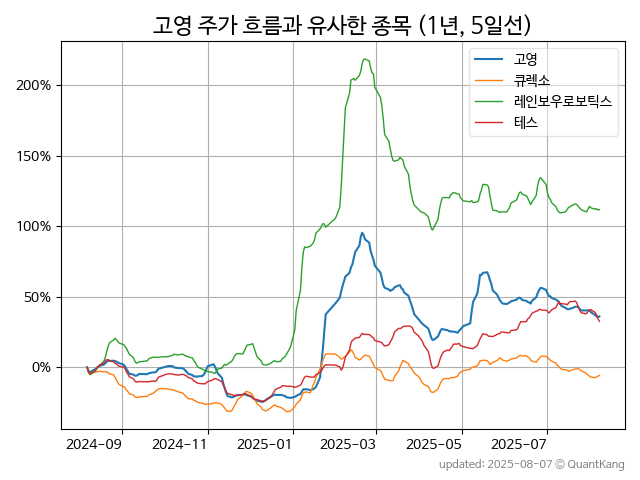 고영 주가 흐름과 유사한 종목 (1년, 5일선)
고영
큐렉소
레인보우로보틱스
테스
200%
150%
100%
50%
0%
2024-09 2024-11 2025-01 2025-03 2025-05 2025-07
updated: 2025-08-07 © QuantKang